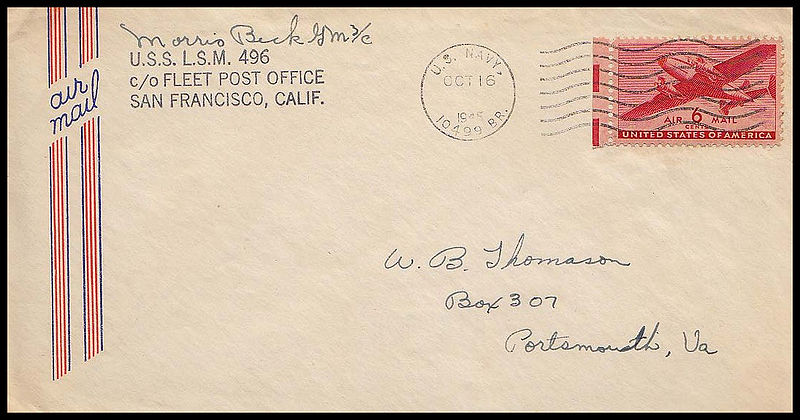 air
mail
Morris Beck GM3/c
U.S.S. L.S.M. 496
c/o FLEET POST OFFICE
SAN FRANCISCO, CALIF.
U.S. NAVY,
OCT 16
1945
10499 BR.
AIR 6 MAIL
CENTS
UNITED STATES OF AMERICA
W. B. Thomason
Box 307
Portsmouth, Va